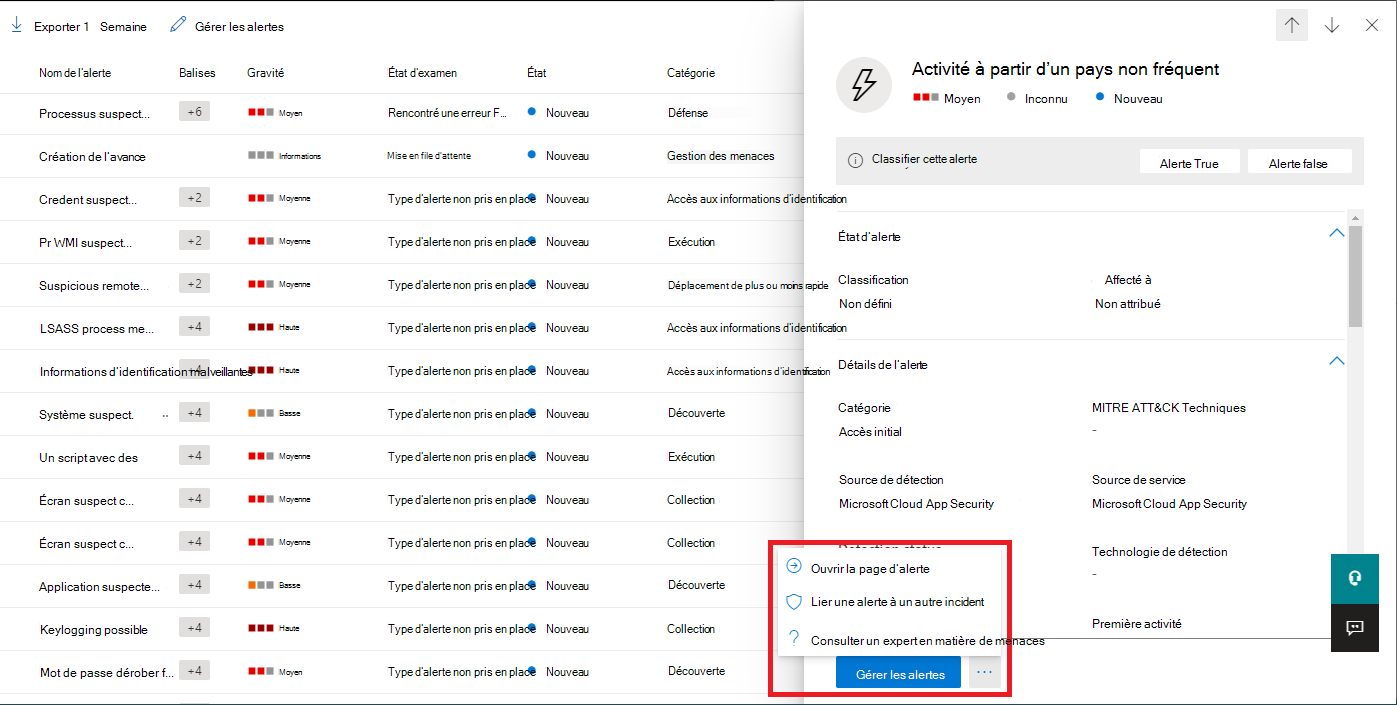 Exporter 1 Semaine Gérer les alertes
Nom de l'alerte Balises Gravité État d'examen État Catégorie
Processus suspect... +6 Moyen Rencontré une erreur F... Nouveau Défense
Création de l'avance Informations Mise en file d'attente Nouveau Gestion des menaces
Credent suspect... +2 Moyenne Type d'alerte non pris en place Nouveau Accès aux informations d'identification
Pr WMI suspect... +2 Moyenne Type d'alerte non pris en place Nouveau Exécution
Suspicious remote... +2 Moyenne Type d'alerte non pris en place Nouveau Déplacement de plus ou moins rapide
LSASS process me... +4 Haute Type d'alerte non pris en place Nouveau Accès aux informations d'identification
Informations d'identification malveillantes +4 Haute Type d'alerte non pris en place Nouveau Accès aux informations d'identification
Système suspect. .. +4 Basse Type d'alerte non pris en place Nouveau Découverte
Un script avec des +4 Moyenne Type d'alerte non pris en place Nouveau Exécution
Écran suspect c... +4 Moyenne Type d'alerte non pris en place Nouveau Collection
Écran suspect c... +4 Moyenne Type d'alerte non pris en place Nouveau Collection
Application suspecte... +4 Basse Type d'alerte non pris en place Nouveau Découverte
Keylogging possible +4 Haute Type d'alerte non pris en place Nouveau Collection
Mot de passe dérober f... +4 Moyen Type d'alerte non pris en place Nouveau Découverte
Activité à partir d'un pays non fréquent
Moyen Inconnu Nouveau
Classifier cette alerte Alerte True Alerte false
État d'alerte
Classification Affecté à
Non défini Non attribué
Détails de l'alerte
Catégorie MITRE ATT&CK Techniques
Accès initial -
Source de détection Source de service
Microsoft Cloud App Security Microsoft Cloud App Security
Detection status Technologie de détection
-
Première activité
Ouvrir la page d'alerte
Lier une alerte à un autre incident
? Consulter un expert en matière de menaces
Gérer les alertes ...